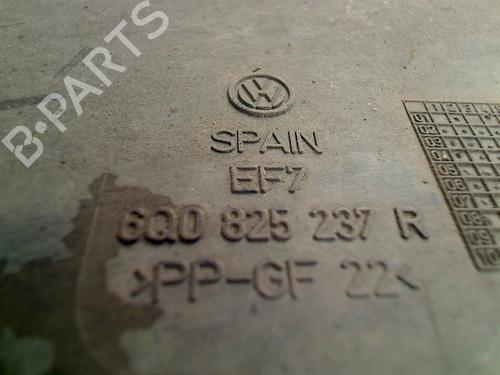 B-PARTS
SPAIN
EF7
6Q0 825 237 R
>PP-GF 22<